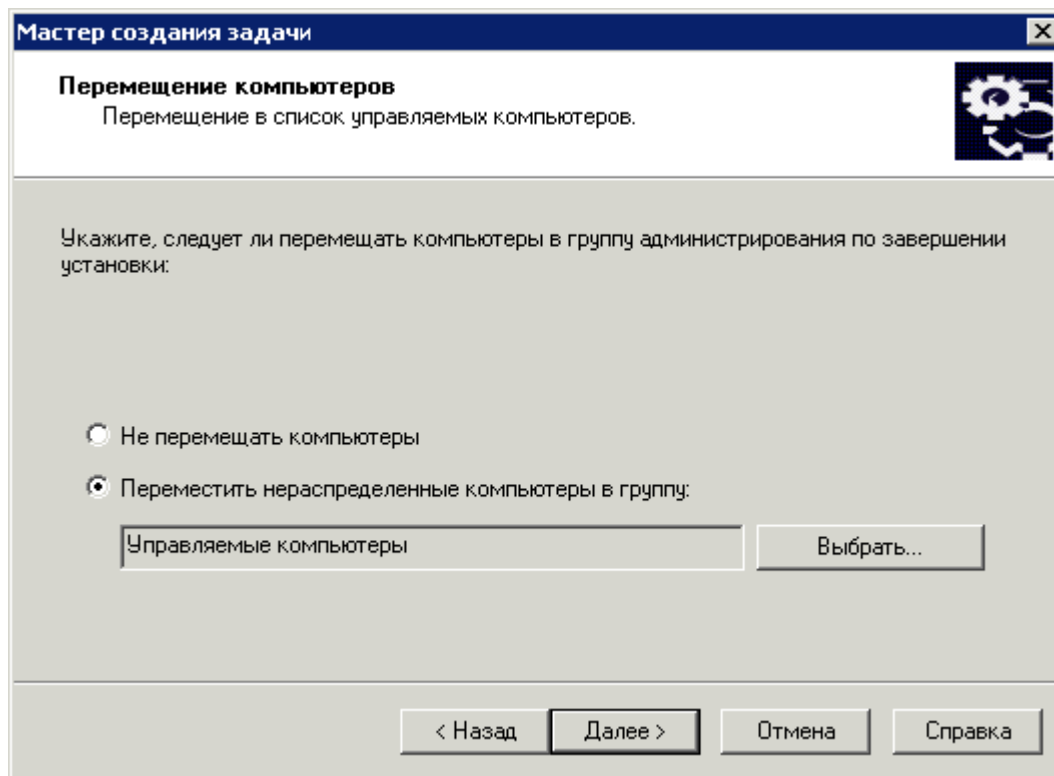 Мастер создания задачи
Перемещение компьютеров
Перемещение в список управляемых компьютеров.
Укажите, следует ли перемещать компьютеры в группу администрирования по завершении
установки:
Не перемещать компьютеры
Переместить нераспределенные компьютеры в группу:
Управляемые компьютеры
Выбрать...
< Назад
Далее >
Отмена
Справка